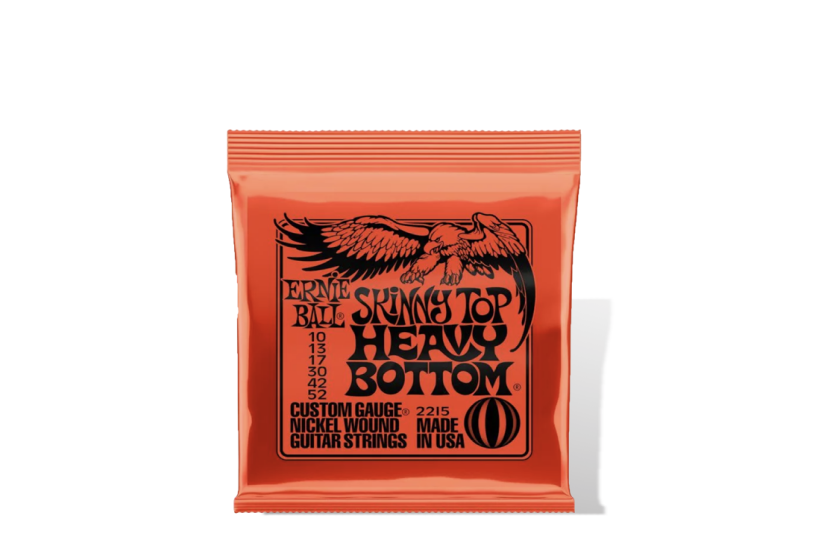 ERNiE
BALL®
SKiNNY TOP
HEAVY
BOTTOM®
10
13
17
30
42
52
CUSTOM GAUGE®
NICKEL WOUND
GUITAR STRINGS
2215
MADE
IN USA